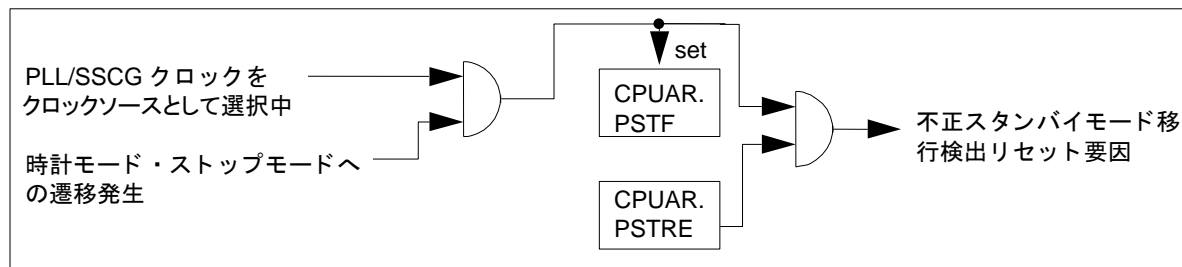 PLL/SSCG クロックを
クロックソースとして選択中
時計モード・ストップモードへ
の遷移発生
set
CPUAR.
PSTF
CPUAR.
PSTRE
不正スタンバイモード移
行検出リセット要因